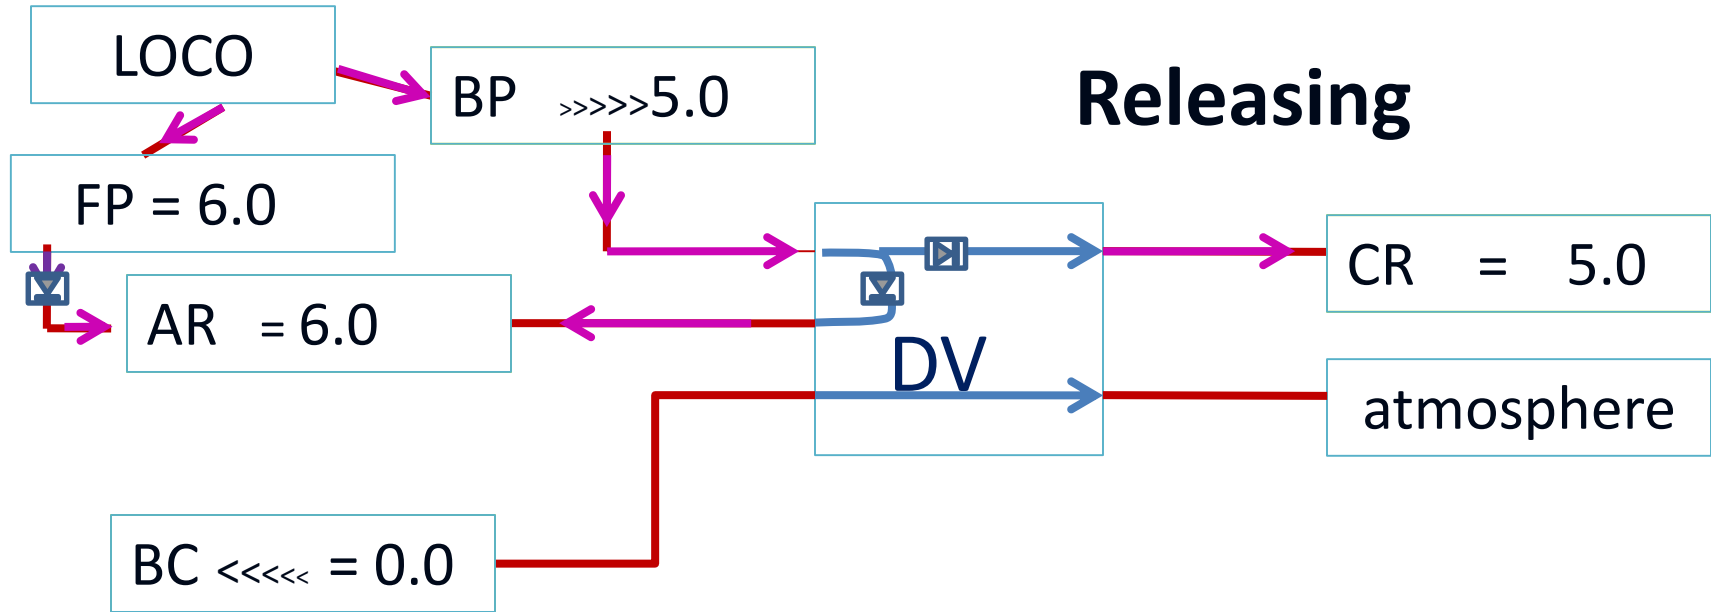 LOCO
BP >>>>>5.0
Releasing
FP = 6.0
CR = 5.0
AR = 6.0
DV
atmosphere
BC <<<<< = 0.0